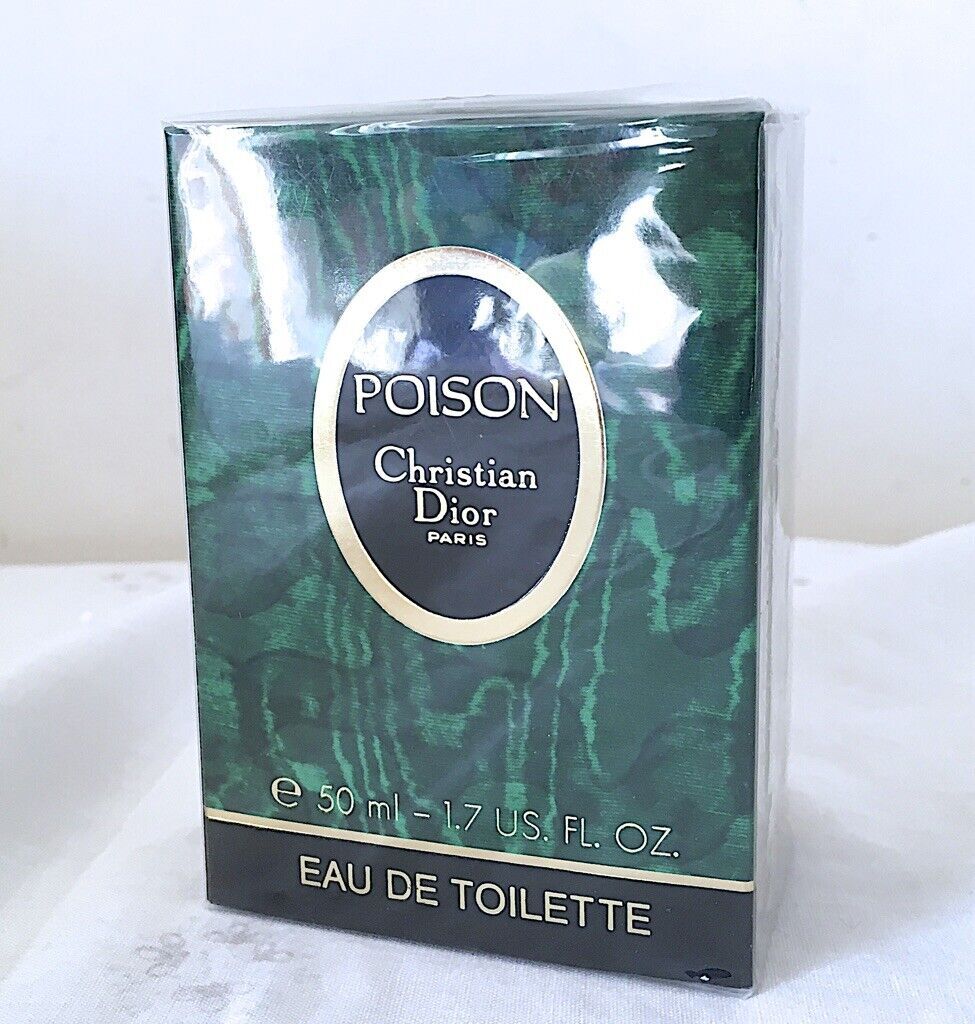 POISON
Christian
Dior
PARIS
℮ 50 ml – 1.7 US. FL. OZ.
EAU DE TOILETTE